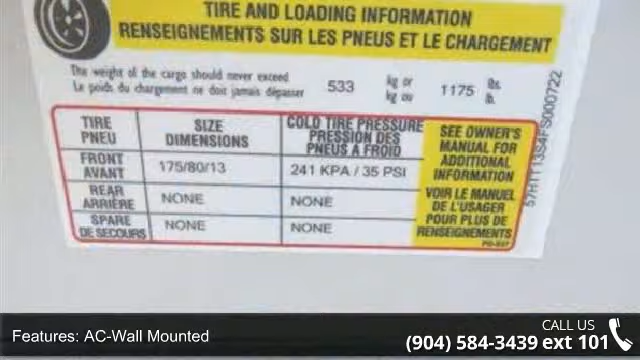 TIRE AND LOADING INFORMATION
RENSEIGNEMENTS SUR LES PNEUS ET LE CHARGEMENT
The weight of the cargo should never exceed
Le poids du chargement ne doit jamais dépasser
533
kg or
kg ou
1175
lbs.
lb.
TIRE
PNEU
SIZE
DIMENSIONS
COLD TIRE PRESSURE
PRESSION DES
PNEUS A FROID
SEE OWNER'S
MANUAL FOR
ADDITIONAL
INFORMATION
VOIR LE MANUEL
DE L'USAGER
POUR PLUS DE
RENSEIGNEMENTS
FRONT
AVANT
175/80/13
241 KPA / 35 PSI
REAR
ARRIÈRE
NONE
NONE
SPARE
DE SECOURS
NONE
NONE
Features: AC-Wall Mounted
CALL US
(904) 584-3439 ext 101